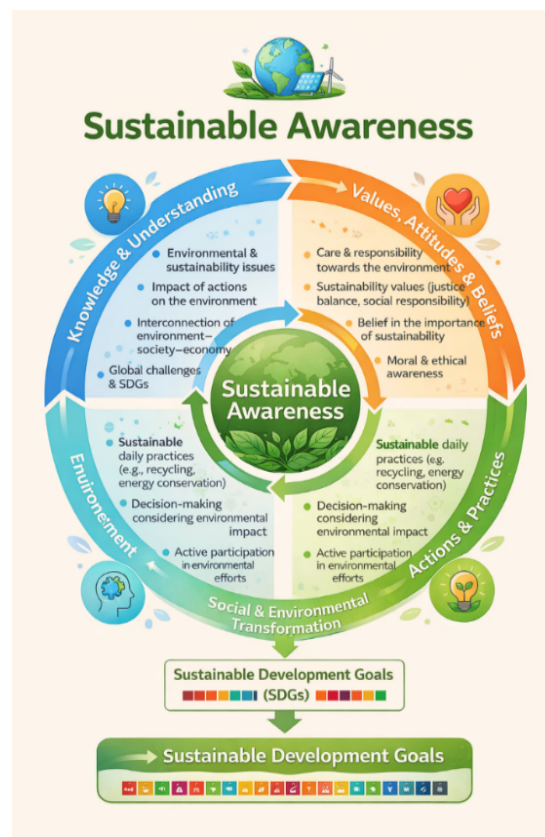 Sustainable Awareness
Knowledge & Understanding
Values, Attitudes & Beliefs
Environmental &
sustainability issues
Impact of actions
on the environment
Interconnection of
environment–
society–economy
Global challenges
& SDGs
Care & responsibility
towards the environment
Sustainability values (justice
balance, social responsibility)
Belief in the importance
of sustainability
Moral & ethical
awareness
Sustainable
Awareness
Sustainable
daily practices
(e.g., recycling,
energy conservation)
Decision-making
considering environmental
impact
Active participation
in environmental
efforts
Sustainable daily
practices (eg.
recycling, energy
conservation)
Decision-making
considering
environmental impact
Active participation
in environmental
efforts
Enuironement
Actions & Practices
Social & Environmental
Transformation
Sustainable Development Goals
(SDGs)
Sustainable Development Goals